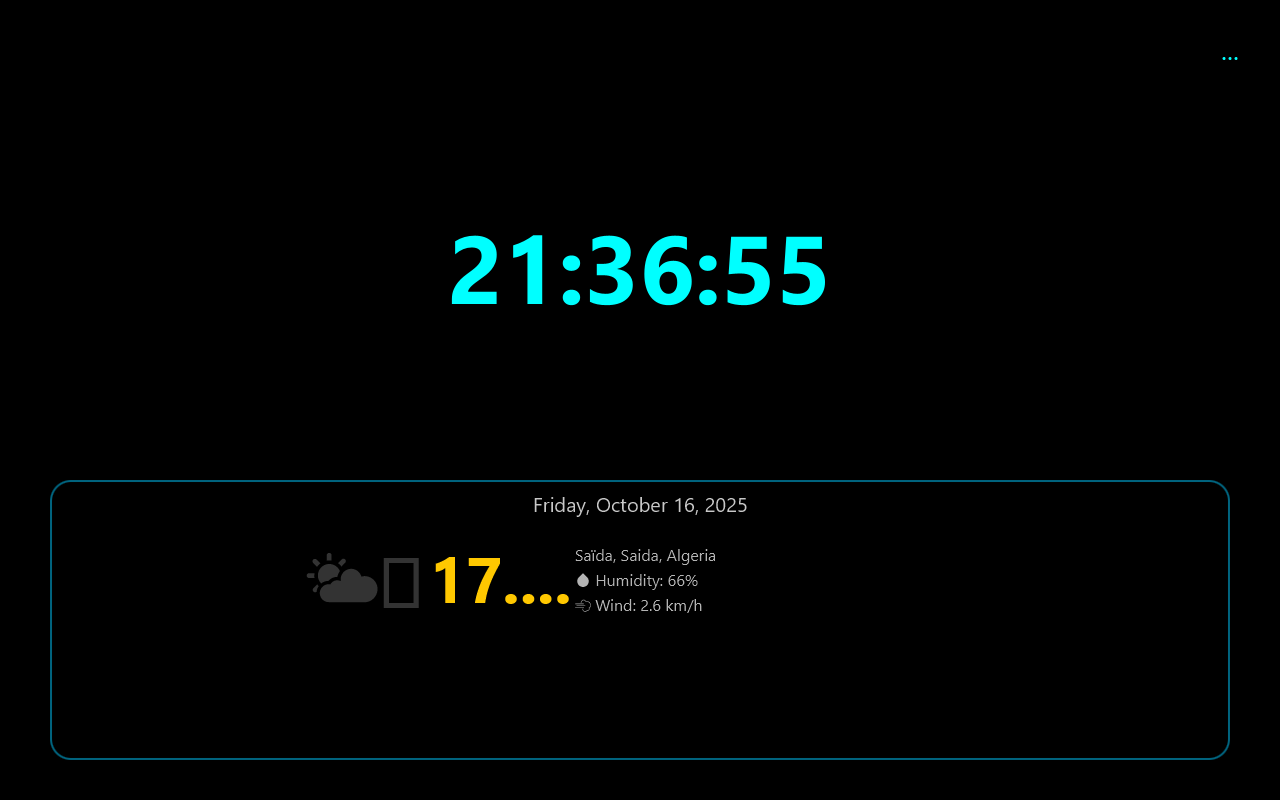 ...
21:36:55
Friday, October 16, 2025
17....
Saïda, Saida, Algeria
Humidity: 66%
Wind: 2.6 km/h